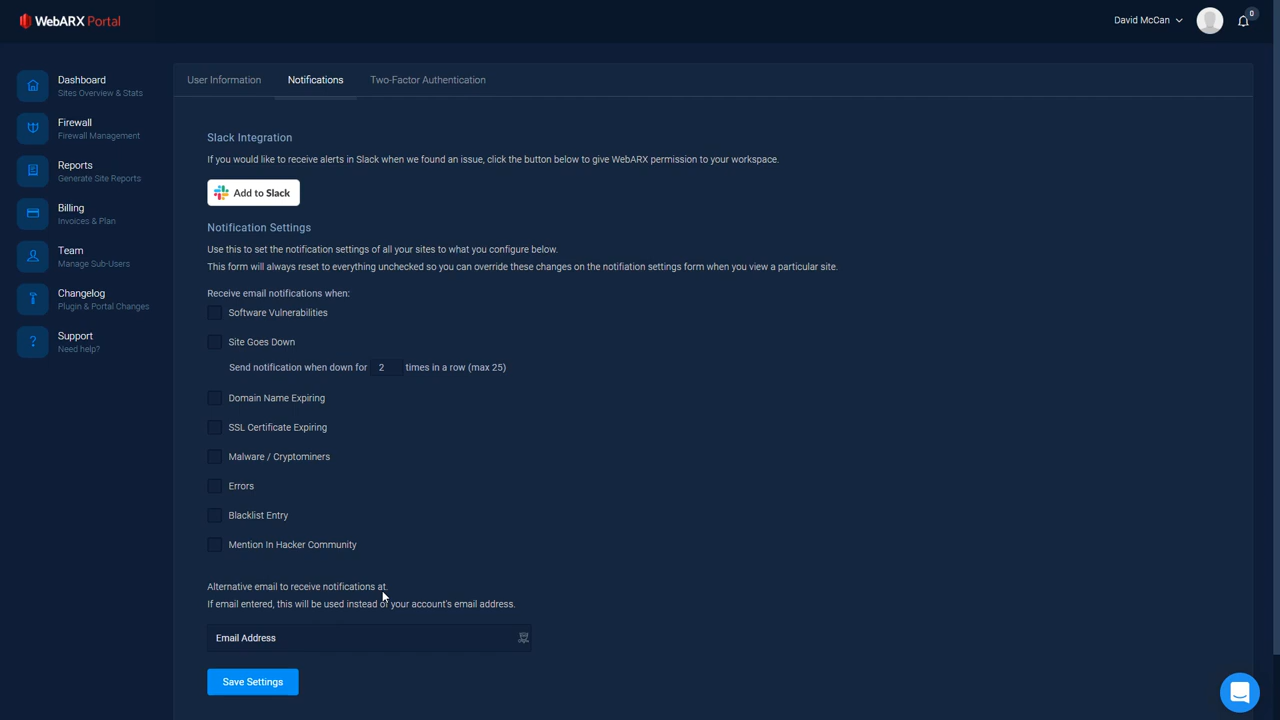 WebARX Portal
David McCan
0
Dashboard
Sites Overview & Stats
Firewall
Firewall Management
Reports
Generate Site Reports
Billing
Invoices & Plan
Team
Manage Sub-Users
Changelog
Plugin & Portal Changes
?
Support
Need help?
User Information Notifications Two-Factor Authentication
Slack Integration
If you would like to receive alerts in Slack when we found an issue, click the button below to give WebARX permission to your workspace.
Add to Slack
Notification Settings
Use this to set the notification settings of all your sites to what you configure below.
This form will always reset to everything unchecked so you can override these changes on the notifiation settings form when you view a particular site.
Receive email notifications when:
Software Vulnerabilities
Site Goes Down
Send notification when down for 2 times in a row (max 25)
Domain Name Expiring
SSL Certificate Expiring
Malware / Cryptominers
Errors
Blacklist Entry
Mention In Hacker Community
Alternative email to receive notifications at.
If email entered, this will be used instead of your account's email address.
Email Address
Save Settings